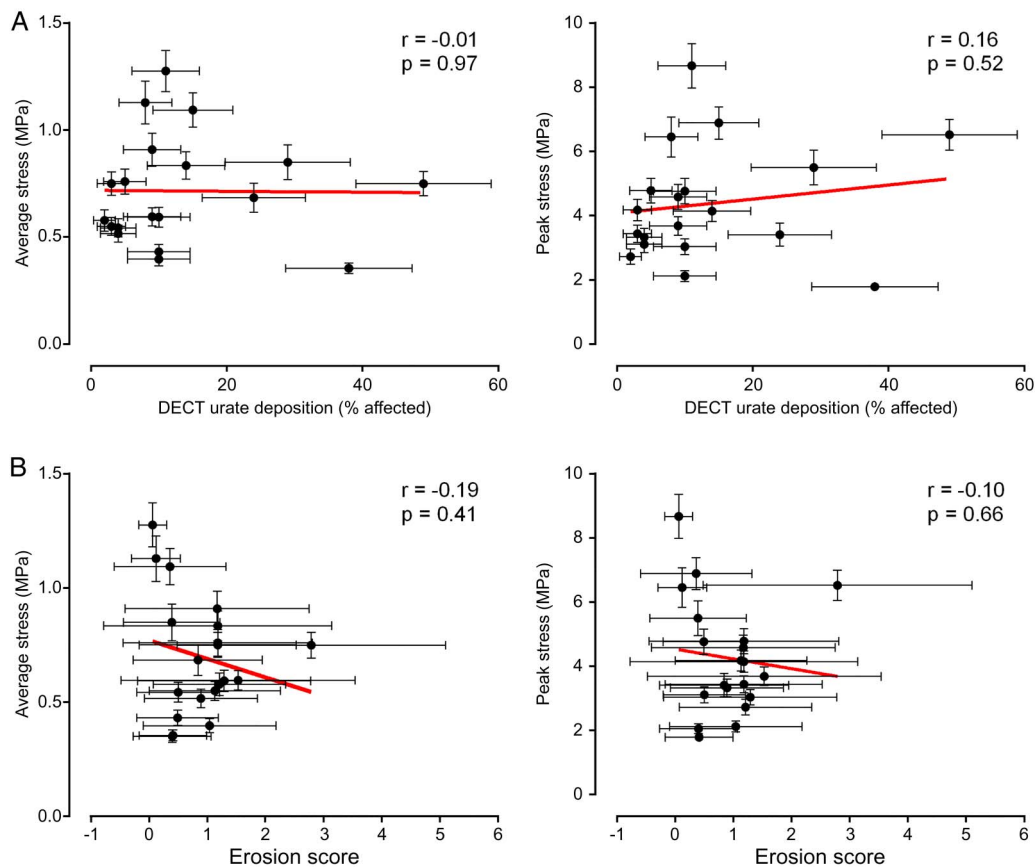 A
r = -0.01
p = 0.97
Average stress (MPa)
1.5
1.0
0.5
0.0
0 20 40 60
DECT urate deposition (% affected)
r = 0.16
p = 0.52
Peak stress (MPa)
10
8
6
4
2
0
0 20 40 60
DECT urate deposition (% affected)
B
r = -0.19
p = 0.41
Average stress (MPa)
1.5
1.0
0.5
0.0
-1 0 1 2 3 4 5 6
Erosion score
r = -0.10
p = 0.66
Peak stress (MPa)
10
8
6
4
2
0
-1 0 1 2 3 4 5 6
Erosion score